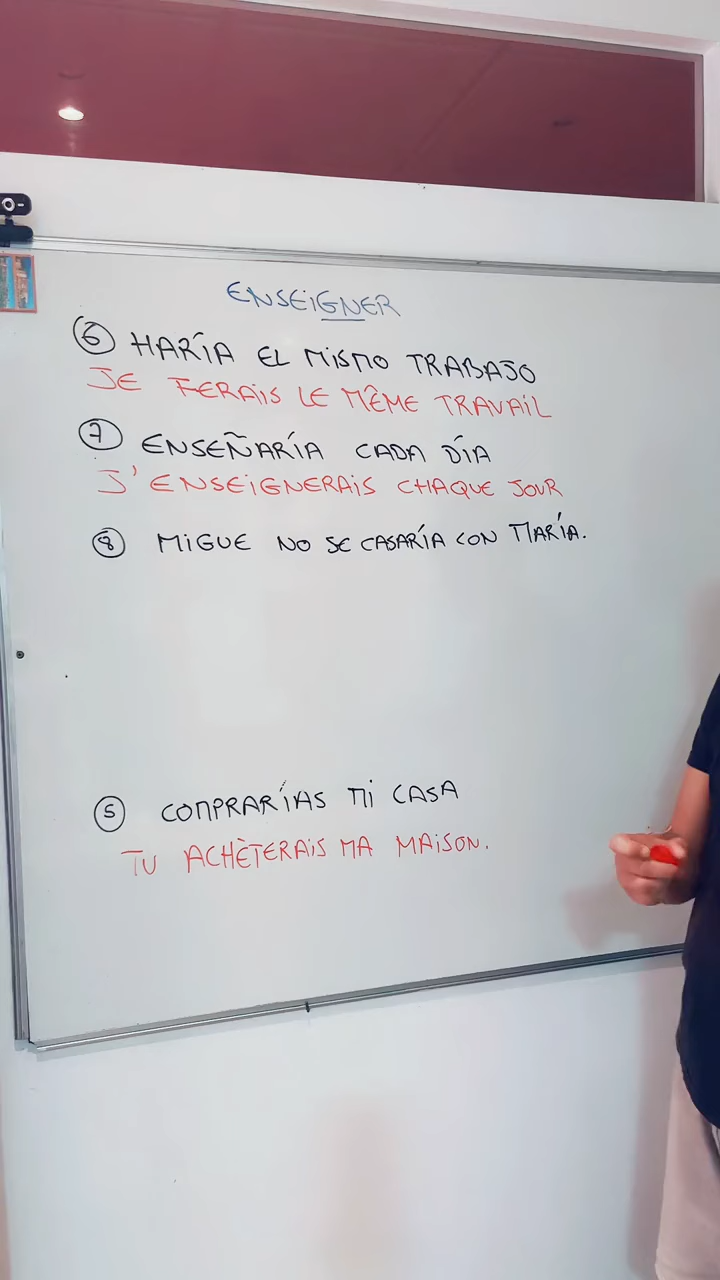 ENSEIGNER
6 HARÍA EL MISMO TRABAJO
JE FERAIS LE MÊME TRAVAIL
7 ENSEÑARÍA CADA DÍA
J'ENSEIGNERAIS CHAQUE JOUR
8 MIGUE NO SE CASARÍA CON MARÍA.
5 COMPRARÍAS MI CASA
TU ACHÈTERAIS MA MAISON.